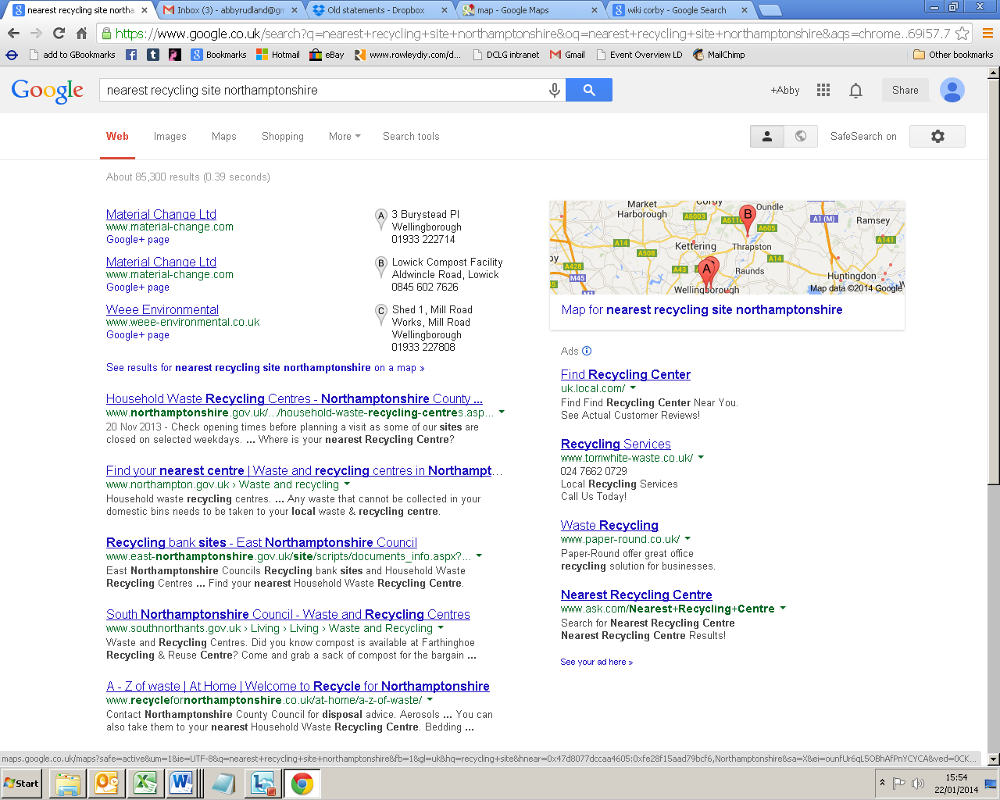 nearest recycling site north
Inbox (3) - abbyrudland@gm
Old statements - Dropbox
map - Google Maps
wiki corby - Google Search
https://www.google.co.uk/search?q=nearest+recycling+site+northamptonshire&oq=nearest+recycling+site+northamptonshire&aqs=chrome..69i57.7
add to GBookmarks
Bookmarks
Hotmail
eBay
www.rowleydiy.com/d...
DCLG intranet
Gmail
Event Overview LD
MailChimp
Other bookmarks
Google
nearest recycling site northamptonshire
+Abby
Share
Web Images Maps Shopping More Search tools
SafeSearch on
About 85,300 results (0.39 seconds)
Material Change Ltd
www.material-change.com
Google+ page
A
3 Burystead Pl
Wellingborough
01933 222714
Material Change Ltd
www.material-change.com
Google+ page
B
Lowick Compost Facility
Aldwincle Road, Lowick
0845 602 7626
Weee Environmental
www.weee-environmental.co.uk
Google+ page
C
Shed 1, Mill Road
Works, Mill Road
Wellingborough
01933 227808
See results for nearest recycling site northamptonshire on a map »
Household Waste Recycling Centres - Northamptonshire County ...
www.northamptonshire.gov.uk/.../household-waste-recycling-centres.asp...
20 Nov 2013 - Check opening times before planning a visit as some of our sites are
closed on selected weekdays. ... Where is your nearest Recycling Centre?
Find your nearest centre | Waste and recycling centres in Northampt...
www.northampton.gov.uk › Waste and recycling
Household waste recycling centres. ... Any waste that cannot be collected in your
domestic bins needs to be taken to your local waste & recycling centre.
Recycling bank sites - East Northamptonshire Council
www.east-northamptonshire.gov.uk/site/scripts/documents_info.aspx?...
East Northamptonshire Councils Recycling bank sites and Household Waste
Recycling Centres ... Find your nearest Household Waste Recycling Centre.
South Northamptonshire Council - Waste and Recycling Centres
www.southnorthants.gov.uk › Living › Living › Waste and Recycling
Waste and Recycling Centres. Did you know compost is available at Farthinghoe
Recycling & Reuse Centre? Come and grab a sack of compost for the bargain ...
A - Z of waste | At Home | Welcome to Recycle for Northamptonshire
www.recyclefornorthamptonshire.co.uk/at-home/a-z-of-waste/
Contact Northamptonshire County Council for disposal advice. Aerosols ... You can
also take them to your nearest Household Waste Recycling Centre. Bedding ...
Market
Harborough
Corby
Oundle
A6003
A6116
A605
A1 (M)
Ramsey
A141
A14
A508
Kettering
Thrapston
A14
by
A428
M45
A43
Raunds
Huntingdon
Wellingborough
A5
M1
A
B
Map data ©2014 Google
Map for nearest recycling site northamptonshire
Ads
Find Recycling Center
uk.local.com/
Find Find Recycling Center Near You.
See Actual Customer Reviews!
Recycling Services
www.tomwhite-waste.co.uk/
024 7662 0729
Local Recycling Services
Call Us Today!
Waste Recycling
www.paper-round.co.uk/
Paper-Round offer great office
recycling solution for businesses.
Nearest Recycling Centre
www.ask.com/Nearest+Recycling+Centre
Search for Nearest Recycling Centre
Nearest Recycling Centre Results!
See your ad here »
maps.google.co.uk/maps?safe=active&um=1&ie=UTF-8&q=nearest+recycling+site+northamptonshire&fb=1&gl=uk&hq=recycling+site&hnear=0x47d8077dccaa4605:0xfe28f15aad79bcf6,Northamptonshire&sa=X&ei=ounfUr6qL5OBhAfPnYCYCA&ved=0CK...
Start
15:54
22/01/2014